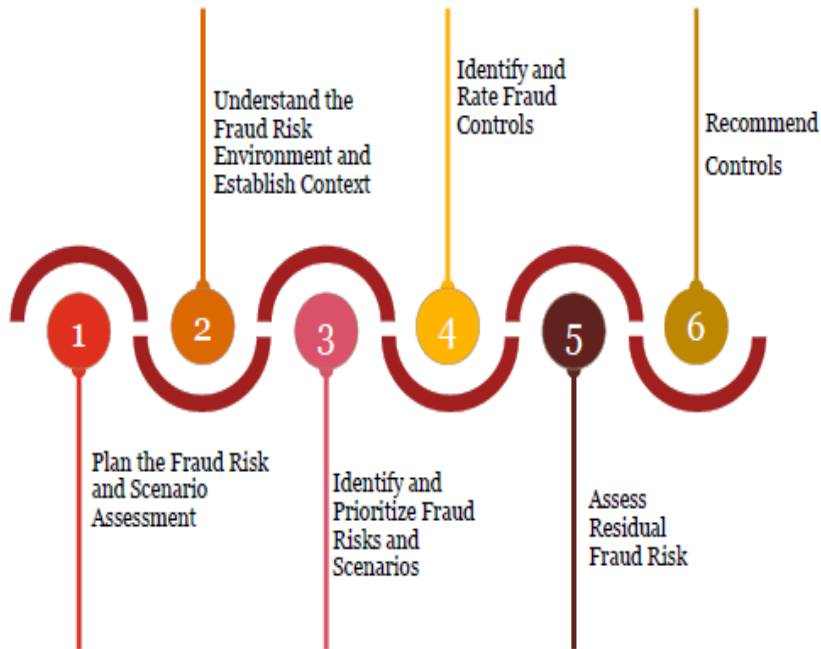 1
Plan the Fraud Risk
and Scenario
Assessment
2
Understand the
Fraud Risk
Environment and
Establish Context
3
Identify and
Prioritize Fraud
Risks and
Scenarios
4
Identify and
Rate Fraud
Controls
5
Assess
Residual
Fraud Risk
6
Recommend
Controls